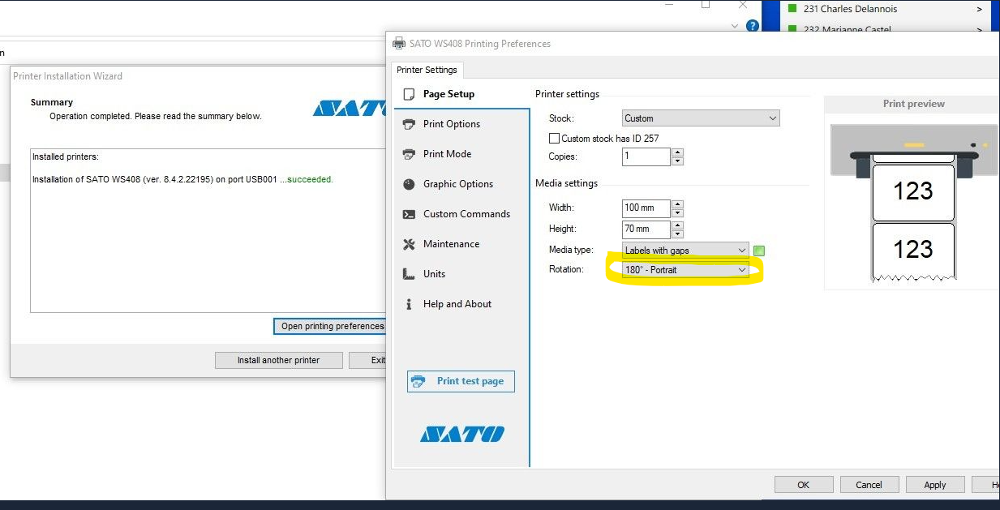 231 Charles Delannois >
232 Marianne Castel >
?
n
SATO WS408 Printing Preferences
Printer Settings
Printer Installation Wizard
Summary
Operation completed. Please read the summary below.
SATO
Installed printers:
Installation of SATO WS408 (ver. 8.4.2.22195) on port USB001 ...succeeded.
Open printing preferences
Install another printer
Exit
Page Setup
Print Options
Print Mode
Graphic Options
Custom Commands
Maintenance
Units
Help and About
Print test page
SATO
Printer settings
Stock: Custom
Custom stock has ID 257
Copies: 1
Media settings
Width: 100 mm
Height: 70 mm
Media type: Labels with gaps
Rotation: 180° - Portrait
Print preview
123
123
OK
Cancel
Apply
He